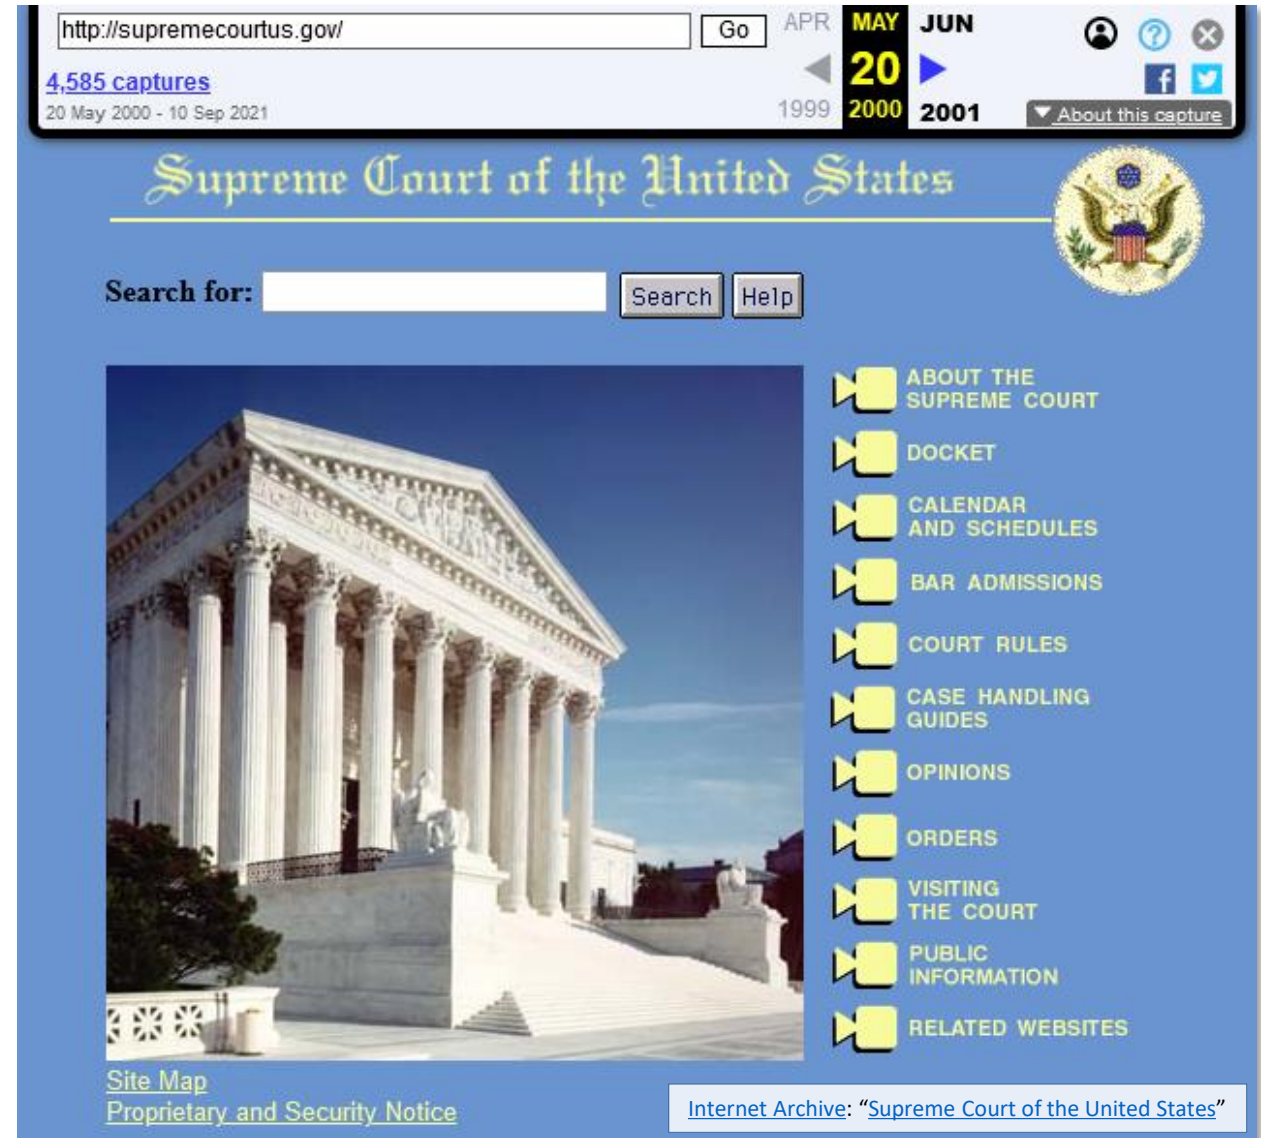 http://supremecourtus.gov/
Go
APR
MAY
JUN
4,585 captures
20
20 May 2000 - 10 Sep 2021
1999
2000
2001
About this capture
Supreme Court of the United States
Search for:
Search
Help
ABOUT THE
SUPREME COURT
DOCKET
CALENDAR
AND SCHEDULES
BAR ADMISSIONS
COURT RULES
CASE HANDLING
GUIDES
OPINIONS
ORDERS
VISITING
THE COURT
PUBLIC
INFORMATION
RELATED WEBSITES
Site Map
Proprietary and Security Notice
Internet Archive: “Supreme Court of the United States”